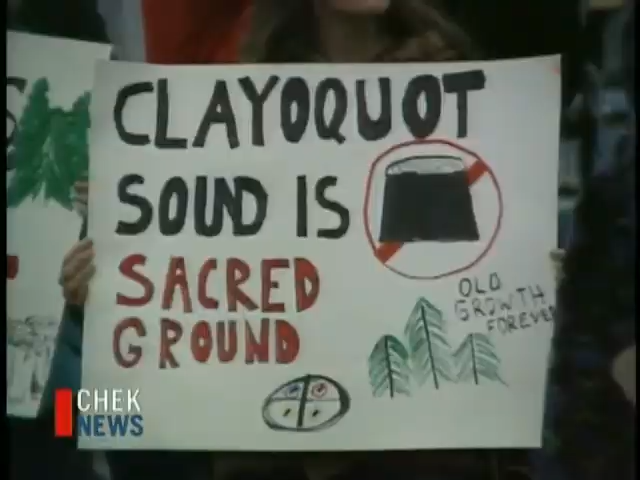 CLAYOQUOT
SOUND IS
SACRED
GROUND
OLD
GROWTH
FOREVER
CHEK
NEWS